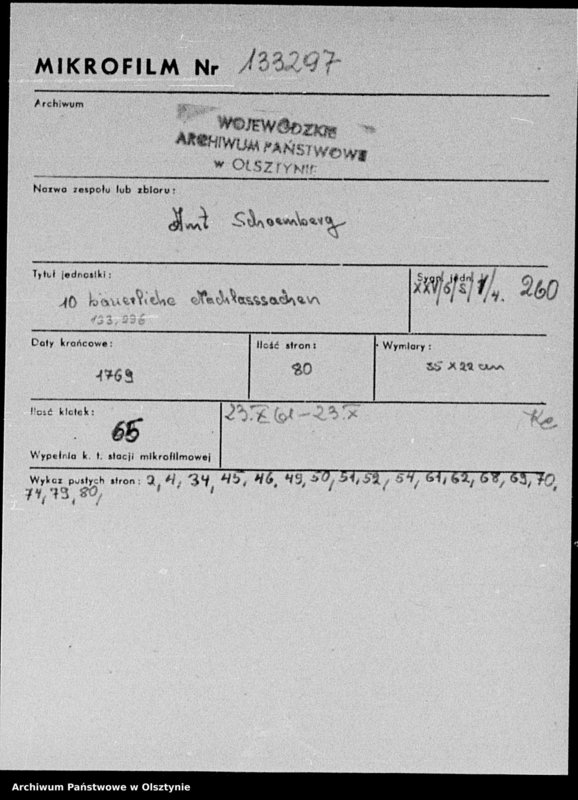 MIKROFILM Nr 133297
Archiwum
WOJEWÓDZKIE
ARCHIWUM PAŃSTWOWE
w OLSZTYNIE
Nazwa zespołu lub zbioru:
Amt Schoemberg
Tytuł jednostki:
10 bäuerliche Nachlasssachen
133,296
Sygn. jedn.
XXV/6/S/1/4. 260
Daty krańcowe:
1769
Ilość stron:
80
Wymiary:
35 x 22 cm
Ilość klatek:
65
Wypełnia k. t. stacji mikrofilmowej
23.X 61 - 23.X
Wykaz pustych stron: 2, 4, 34, 45, 46, 49, 50, 51, 52, 54, 61, 62, 68, 69, 70,
74, 79, 80,
Archiwum Państwowe w Olsztynie